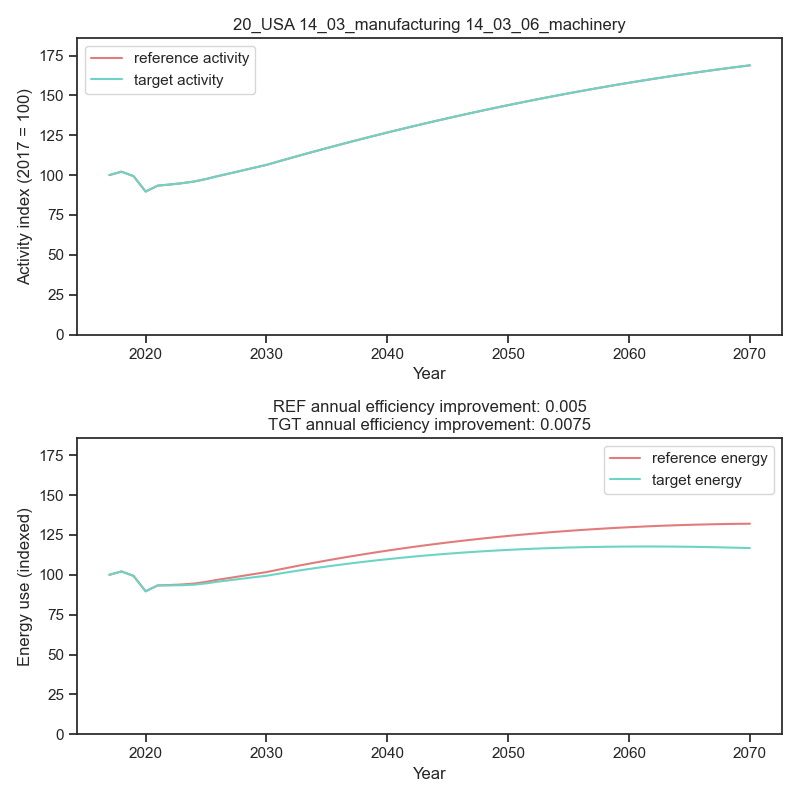 20_USA 14_03_manufacturing 14_03_06_machinery
175
150
125
100
75
50
25
0
Activity index (2017 = 100)
reference activity
target activity
2020 2030 2040 2050 2060 2070
Year
REF annual efficiency improvement: 0.005
TGT annual efficiency improvement: 0.0075
175
150
125
100
75
50
25
0
Energy use (indexed)
reference energy
target energy
2020 2030 2040 2050 2060 2070
Year